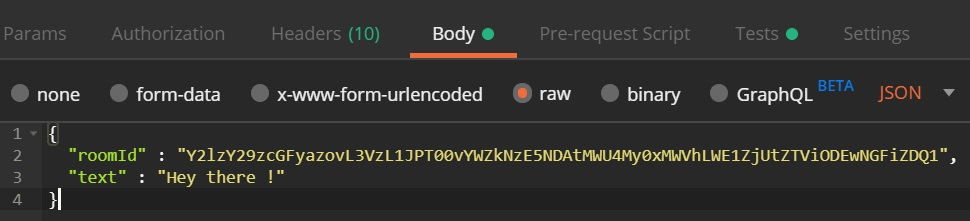 Params Authorization Headers (10) Body Pre-request Script Tests Settings
none form-data x-www-form-urlencoded raw binary GraphQL BETA JSON
1 {
2 "roomId" : "Y2lzY29zcGFyazovL3VzL1JPT00vYWZkNzE5NDAtMWU4My0xMWVhLWE1ZjUtZTViODEwNGFiZDQ1",
3 "text" : "Hey there !"
4 }